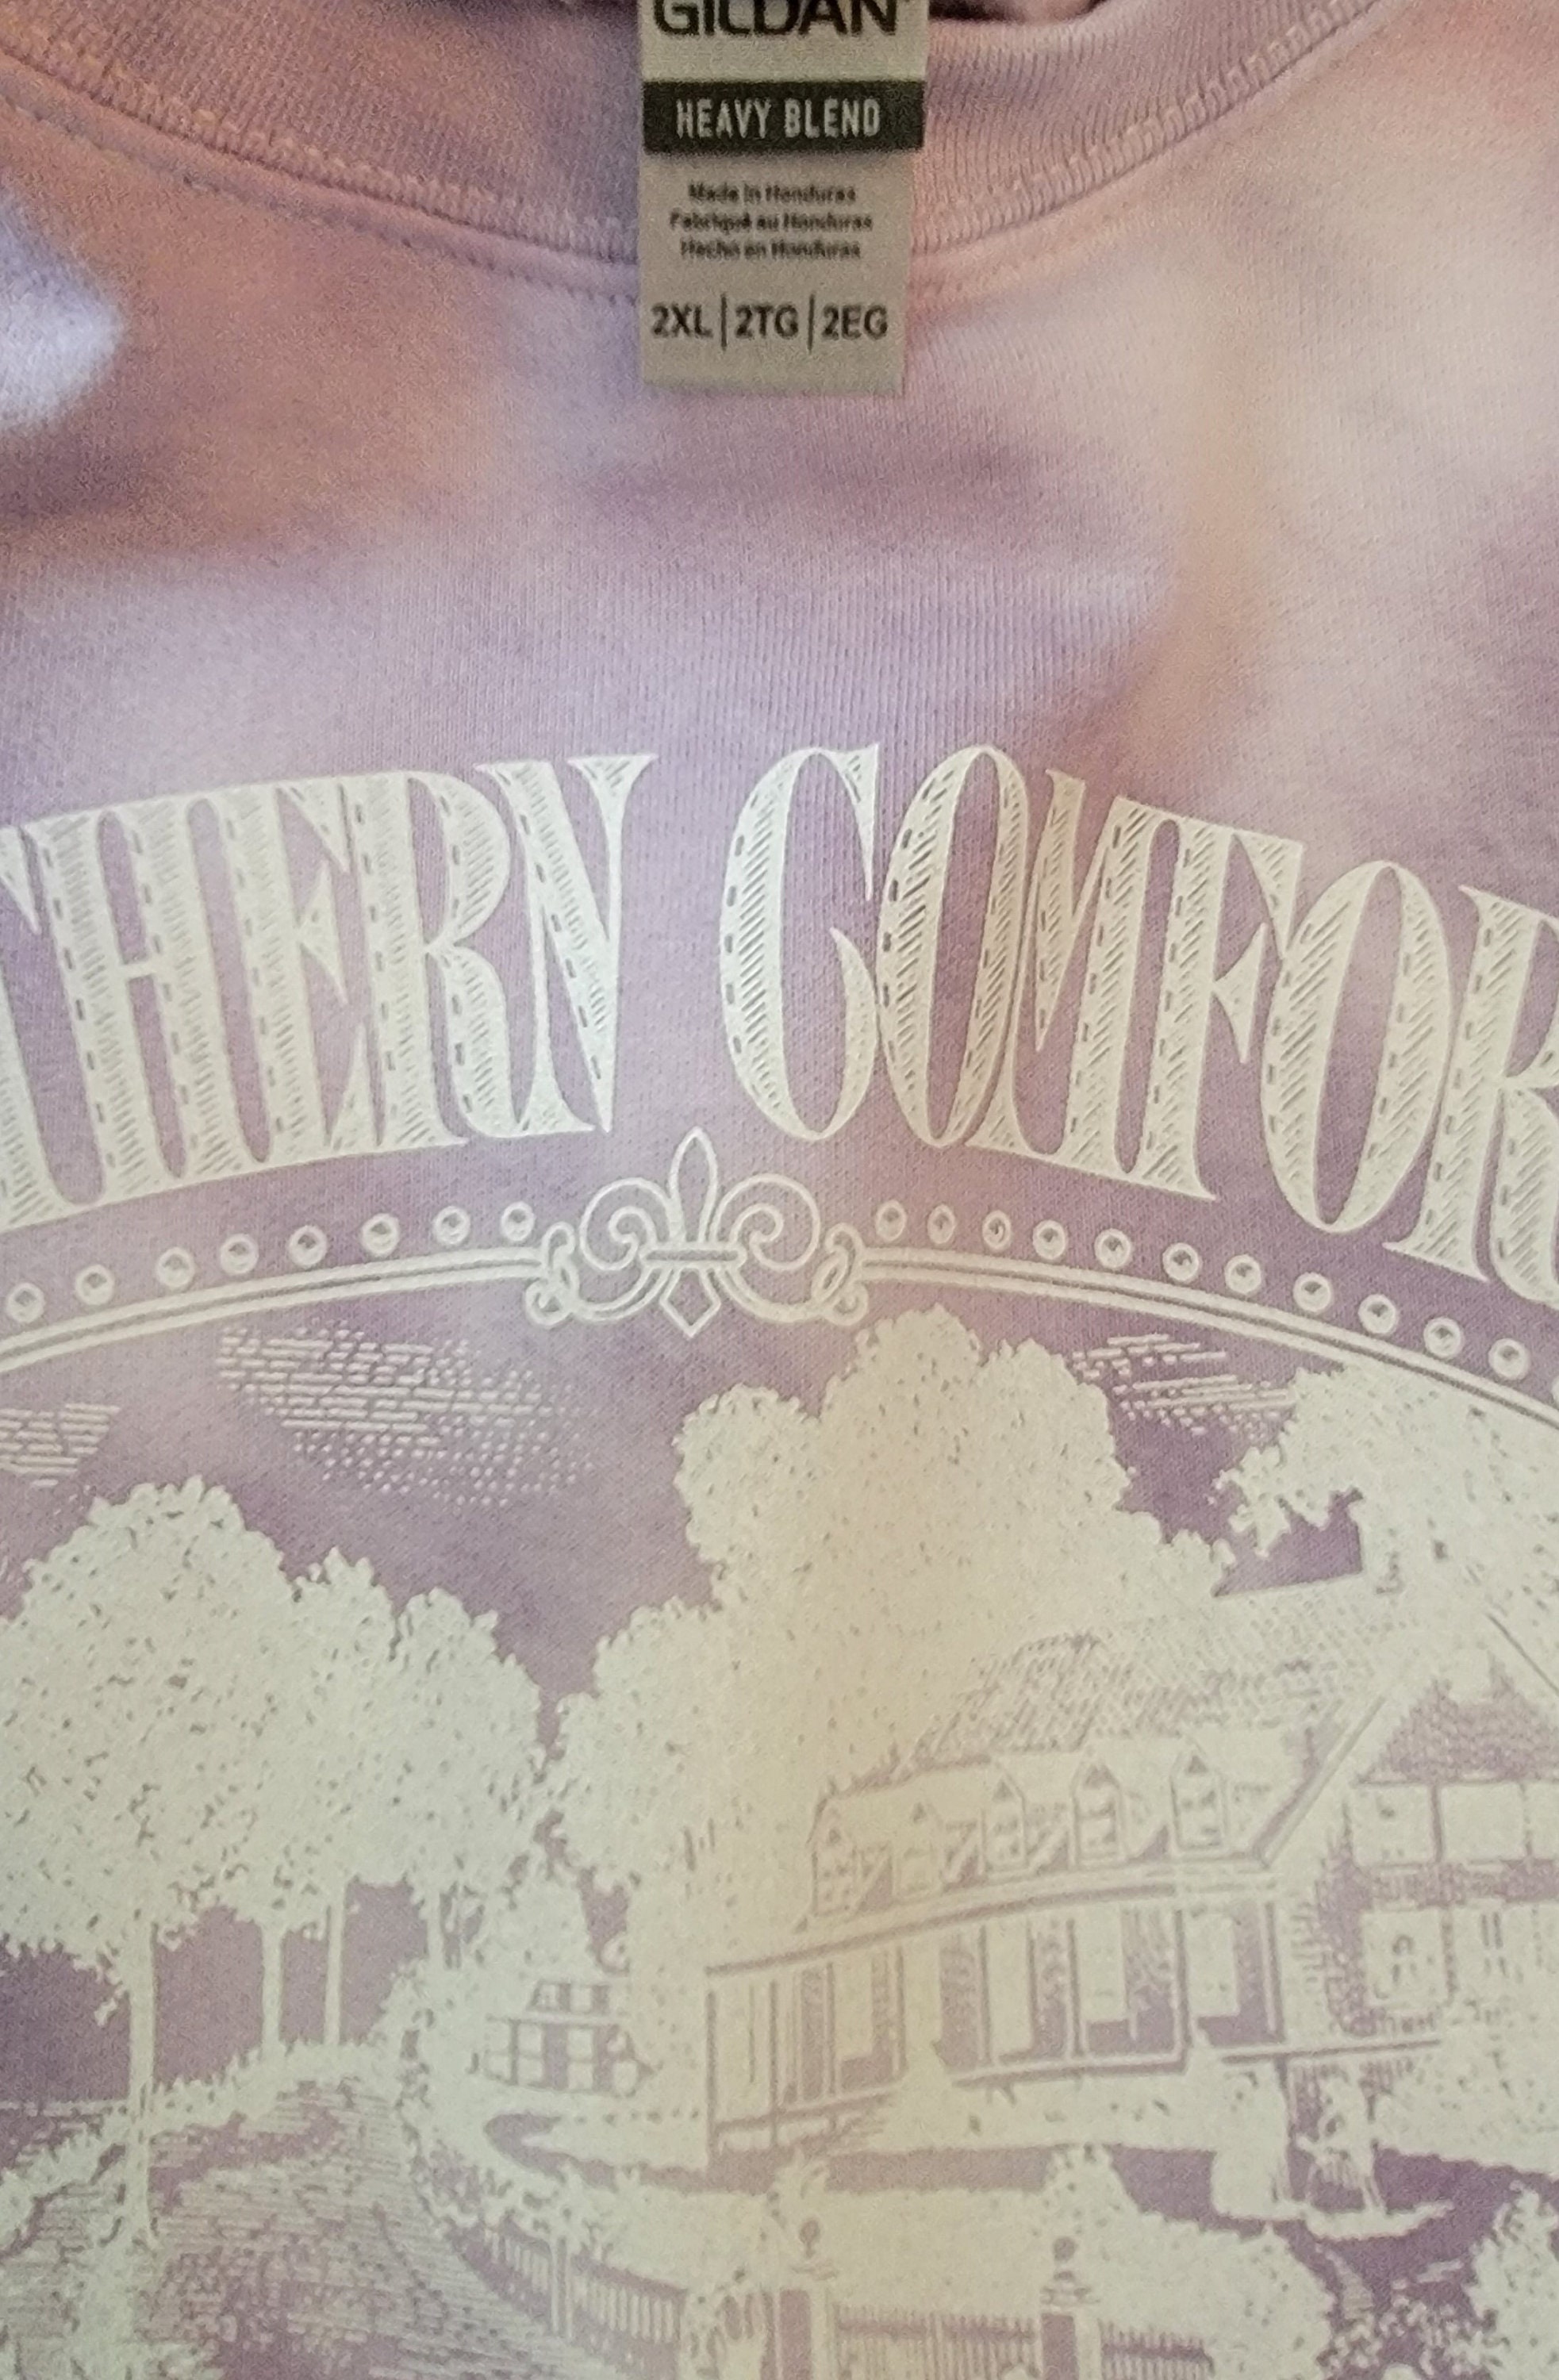 GILDAN
HEAVY BLEND
Made in Honduras
Fabriqué au Honduras
Hecho en Honduras
2XL | 2TG | 2EG
THERN COMFOR